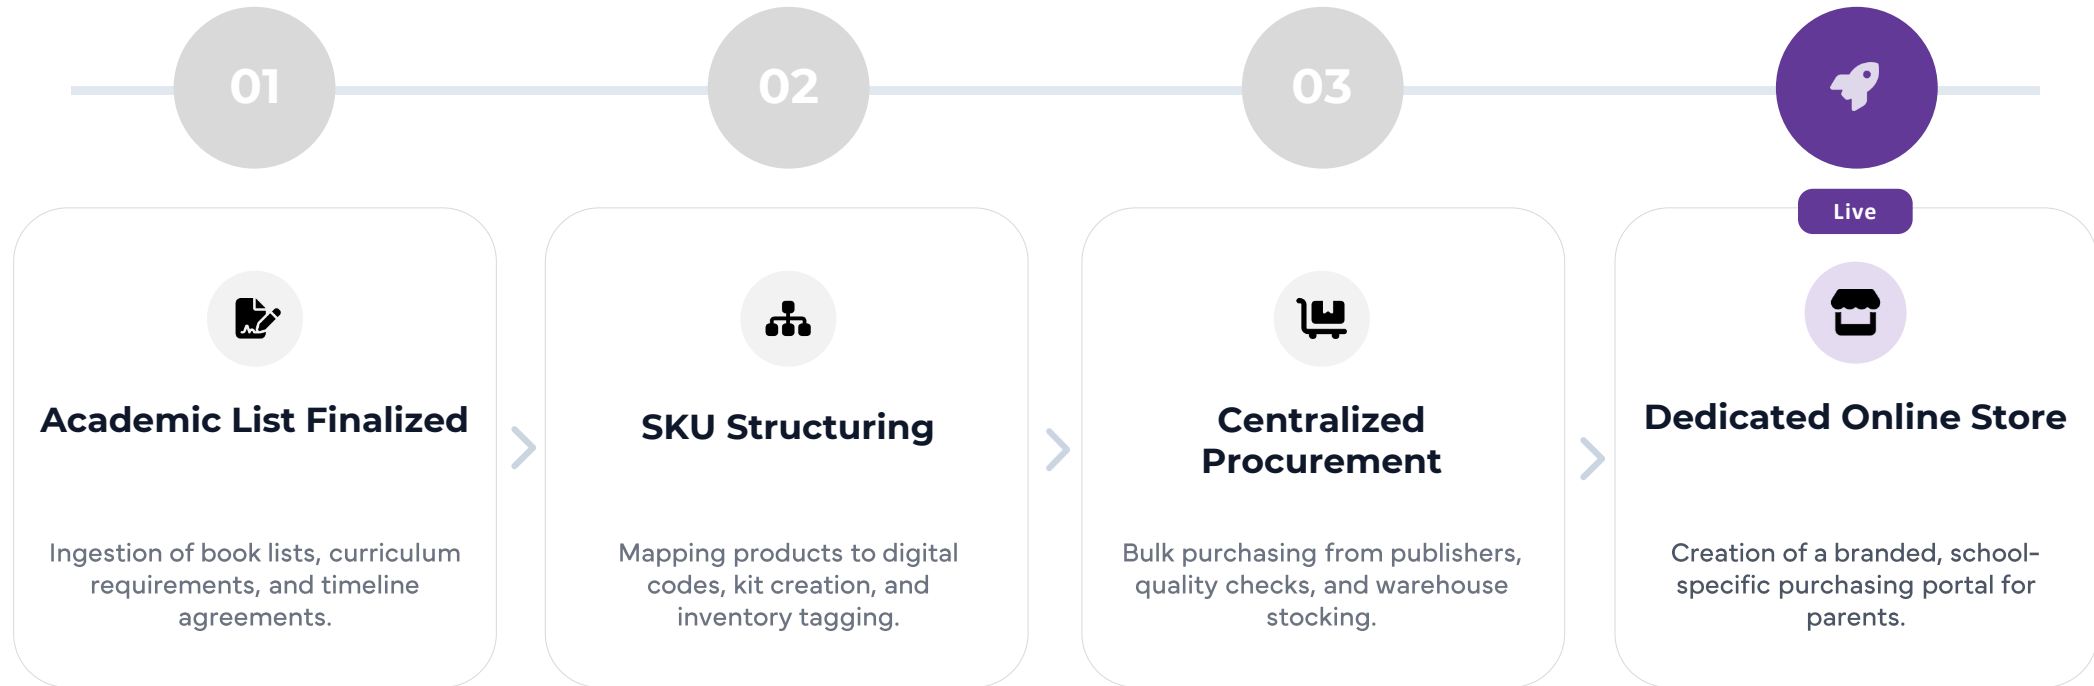 01
02
03
Live
Academic List Finalized
Ingestion of book lists, curriculum
requirements, and timeline
agreements.
SKU Structuring
Mapping products to digital
codes, kit creation, and
inventory tagging.
Centralized
Procurement
Bulk purchasing from publishers,
quality checks, and warehouse
stocking.
Dedicated Online Store
Creation of a branded, school-
specific purchasing portal for
parents.